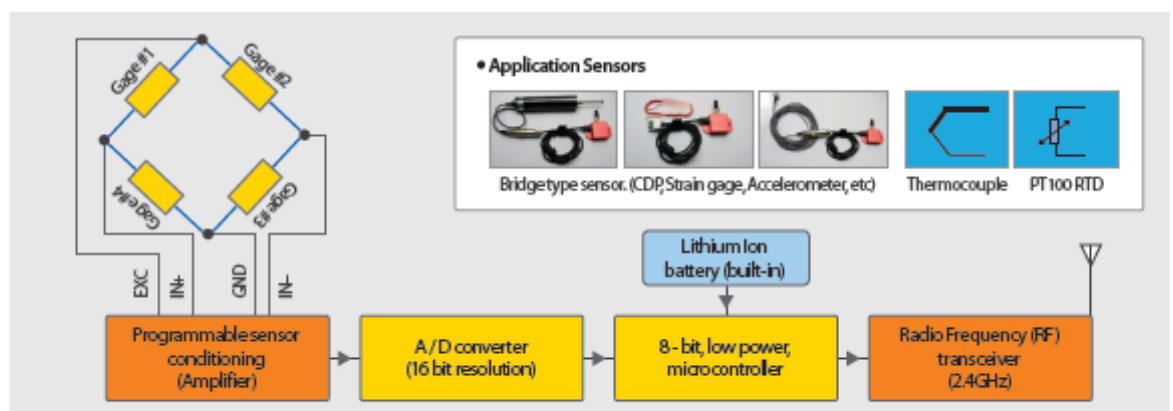 Gage #1
Gage #2
Gage #4
Gage #3
EXC
IN+
GND
IN–
• Application Sensors
Bridge type sensor. (CDP, Strain gage, Accelerometer, etc)
Thermocouple
PT100 RTD
Lithium Ion
battery (built-in)
Programmable sensor
conditioning
(Amplifier)
A / D converter
(16 bit resolution)
8 - bit, low power,
microcontroller
Radio Frequency (RF)
transceiver
(2.4GHz)